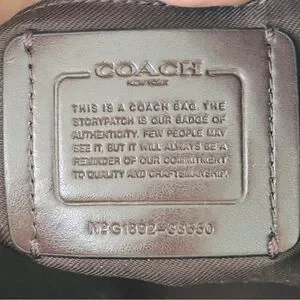 COACH
NEW YORK
THIS IS A COACH BAG. THE
STORYPATCH IS OUR BADGE OF
AUTHENTICITY. FEW PEOPLE MAY
SEE IT, BUT IT WILL ALWAYS BE A
REMINDER OF OUR COMMITMENT
TO QUALITY AND CRAFTSMANSHIP.